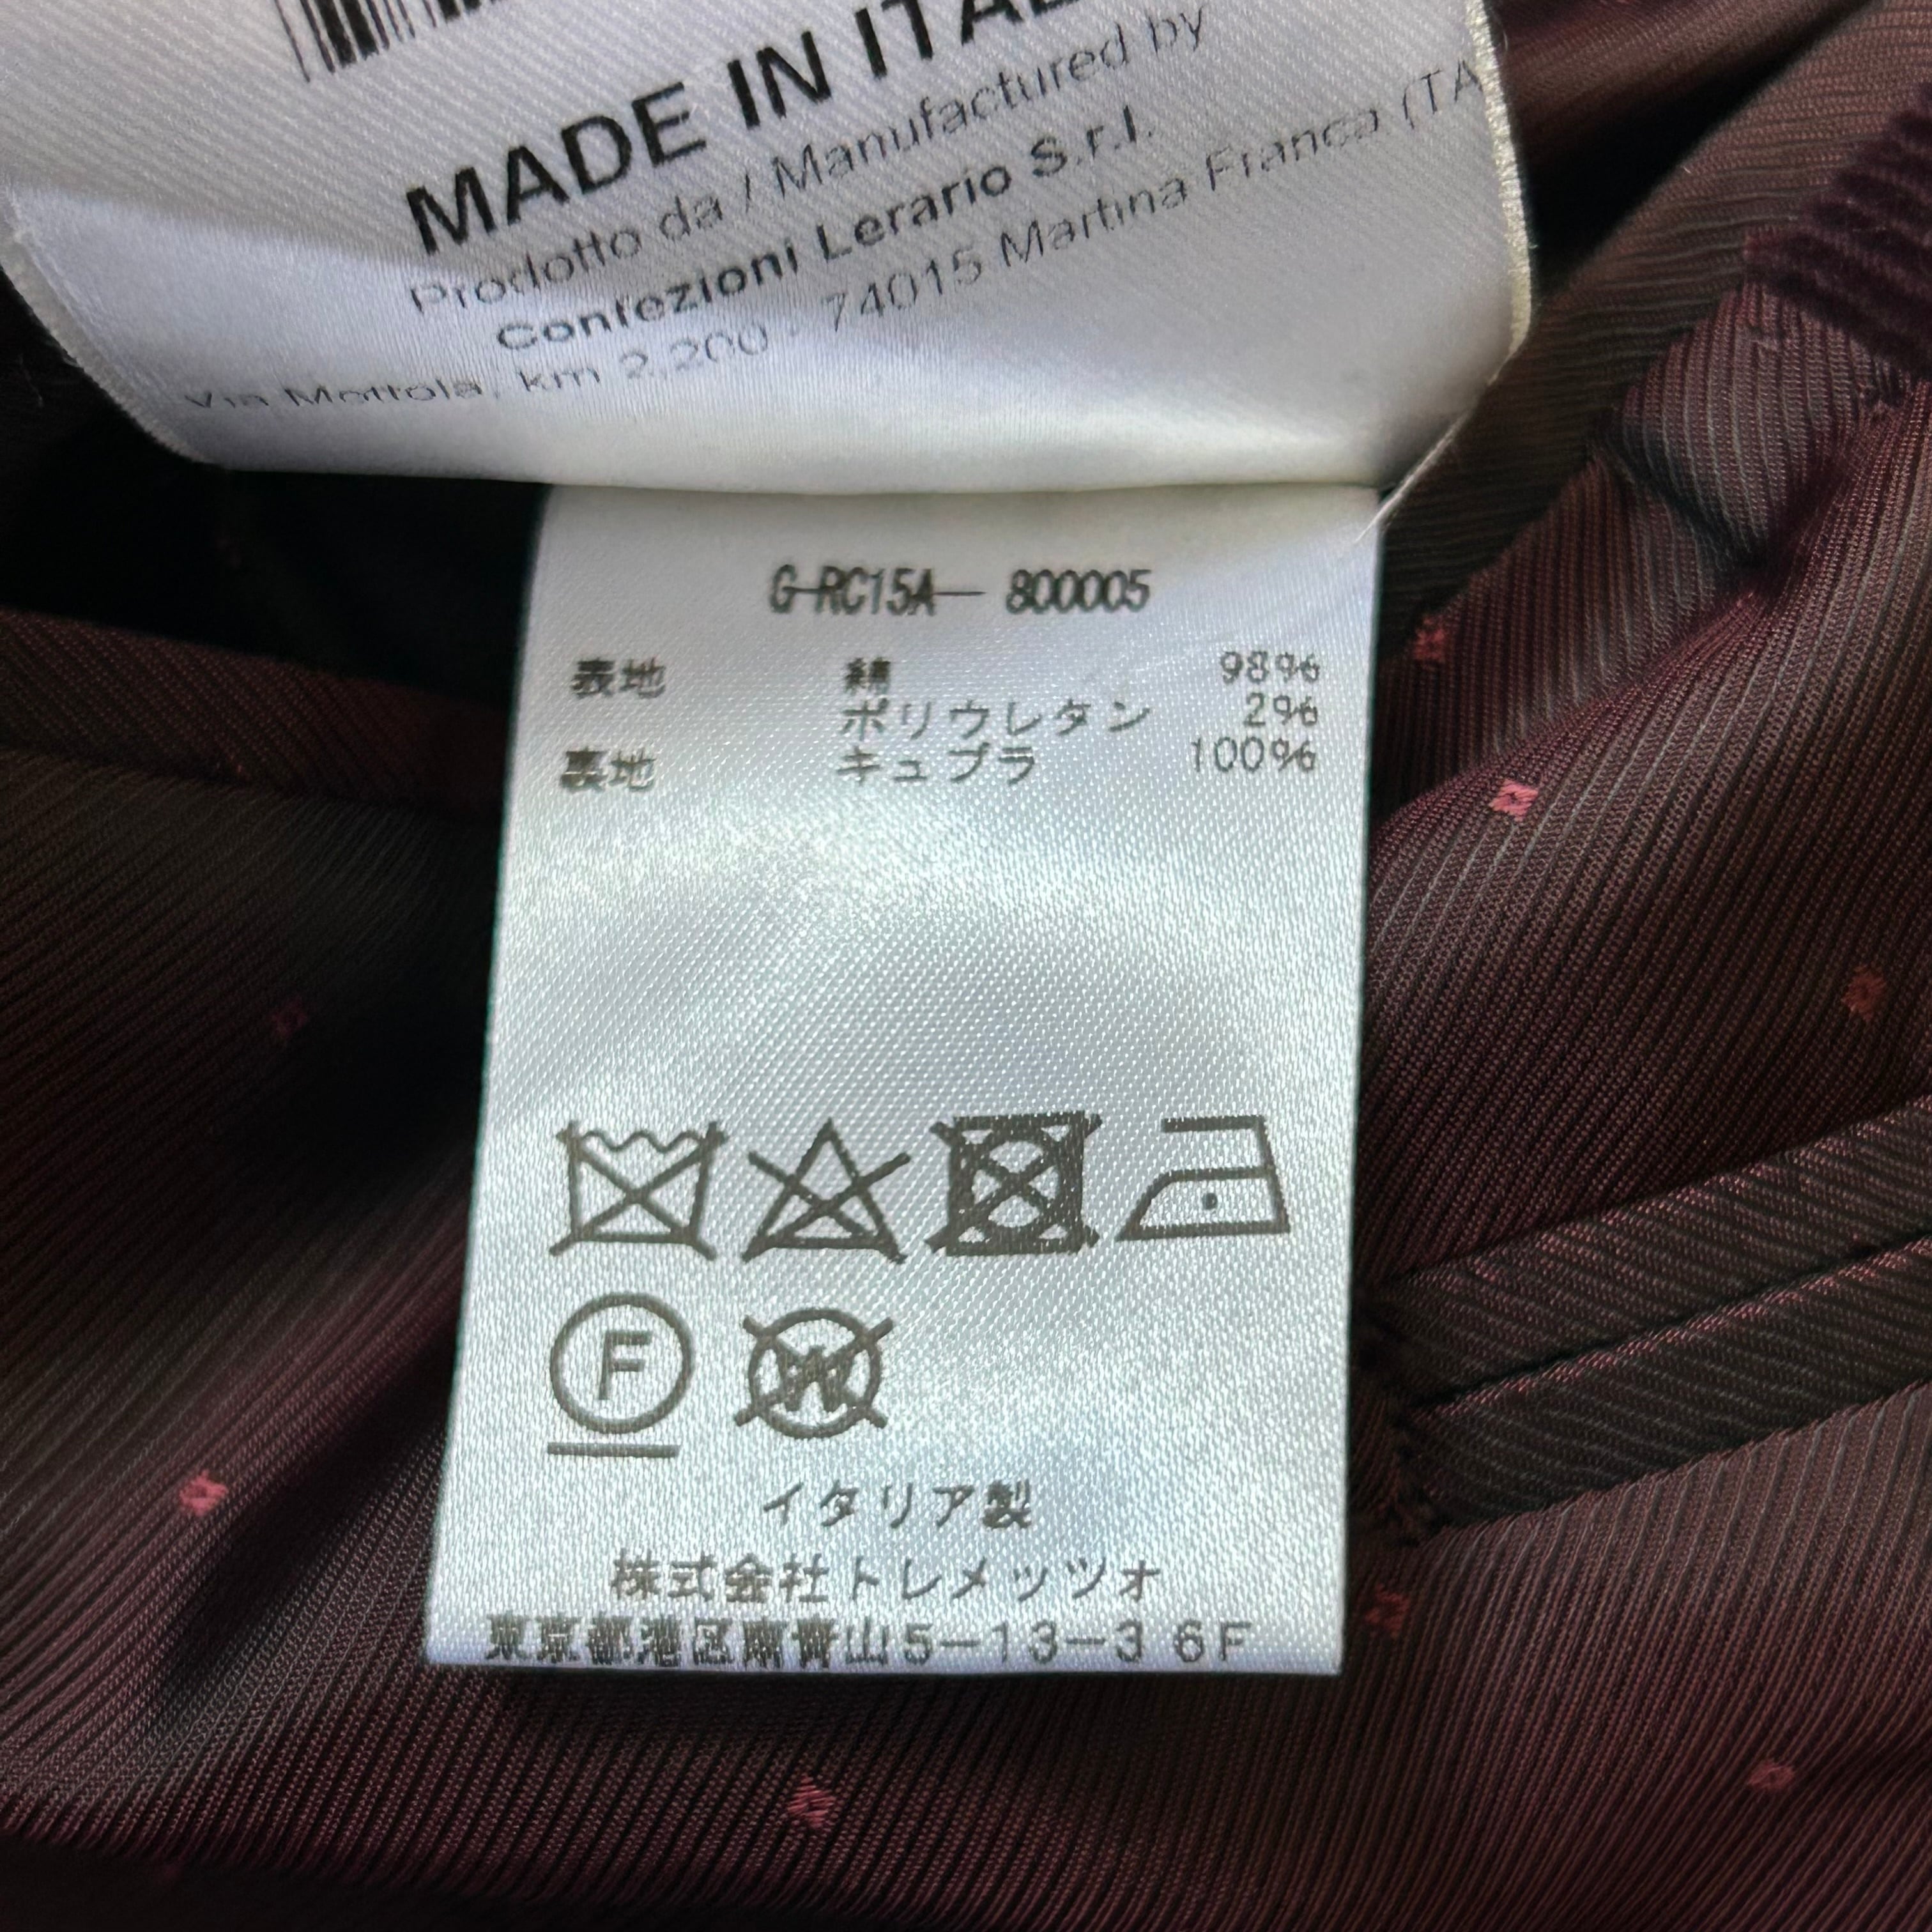 MADE IN ITAL
Prodotto da / Manufactured by
Confezioni Lerario S.r.l.
Via Mottola, km 2,200 - 74015 Martina Franca (TA
G-RC15A— 800005
表地 綿 98%
ポリウレタン 2%
裏地 キュプラ 100%
F W
イタリア製
株式会社トレメッツォ
東京都港区南青山5−13−3 6F